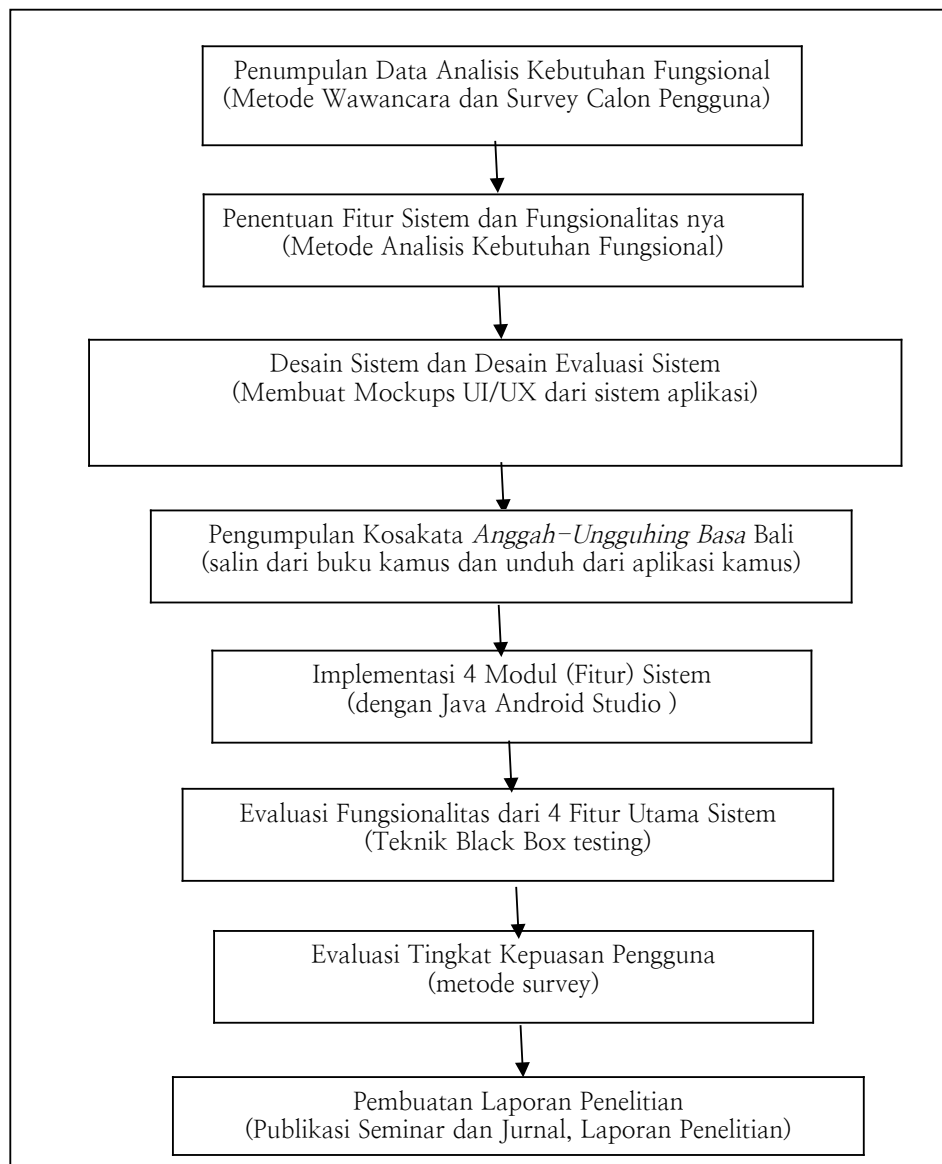 Penumpulan Data Analisis Kebutuhan Fungsional
(Metode Wawancara dan Survey Calon Pengguna)
Penentuan Fitur Sistem dan Fungsionalitas nya
(Metode Analisis Kebutuhan Fungsional)
Desain Sistem dan Desain Evaluasi Sistem
(Membuat Mockups UI/UX dari sistem aplikasi)
Pengumpulan Kosakata Anggah-Ungguhing Basa Bali
(salin dari buku kamus dan unduh dari aplikasi kamus)
Implementasi 4 Modul (Fitur) Sistem
(dengan Java Android Studio )
Evaluasi Fungsionalitas dari 4 Fitur Utama Sistem
(Teknik Black Box testing)
Evaluasi Tingkat Kepuasan Pengguna
(metode survey)
Pembuatan Laporan Penelitian
(Publikasi Seminar dan Jurnal, Laporan Penelitian)